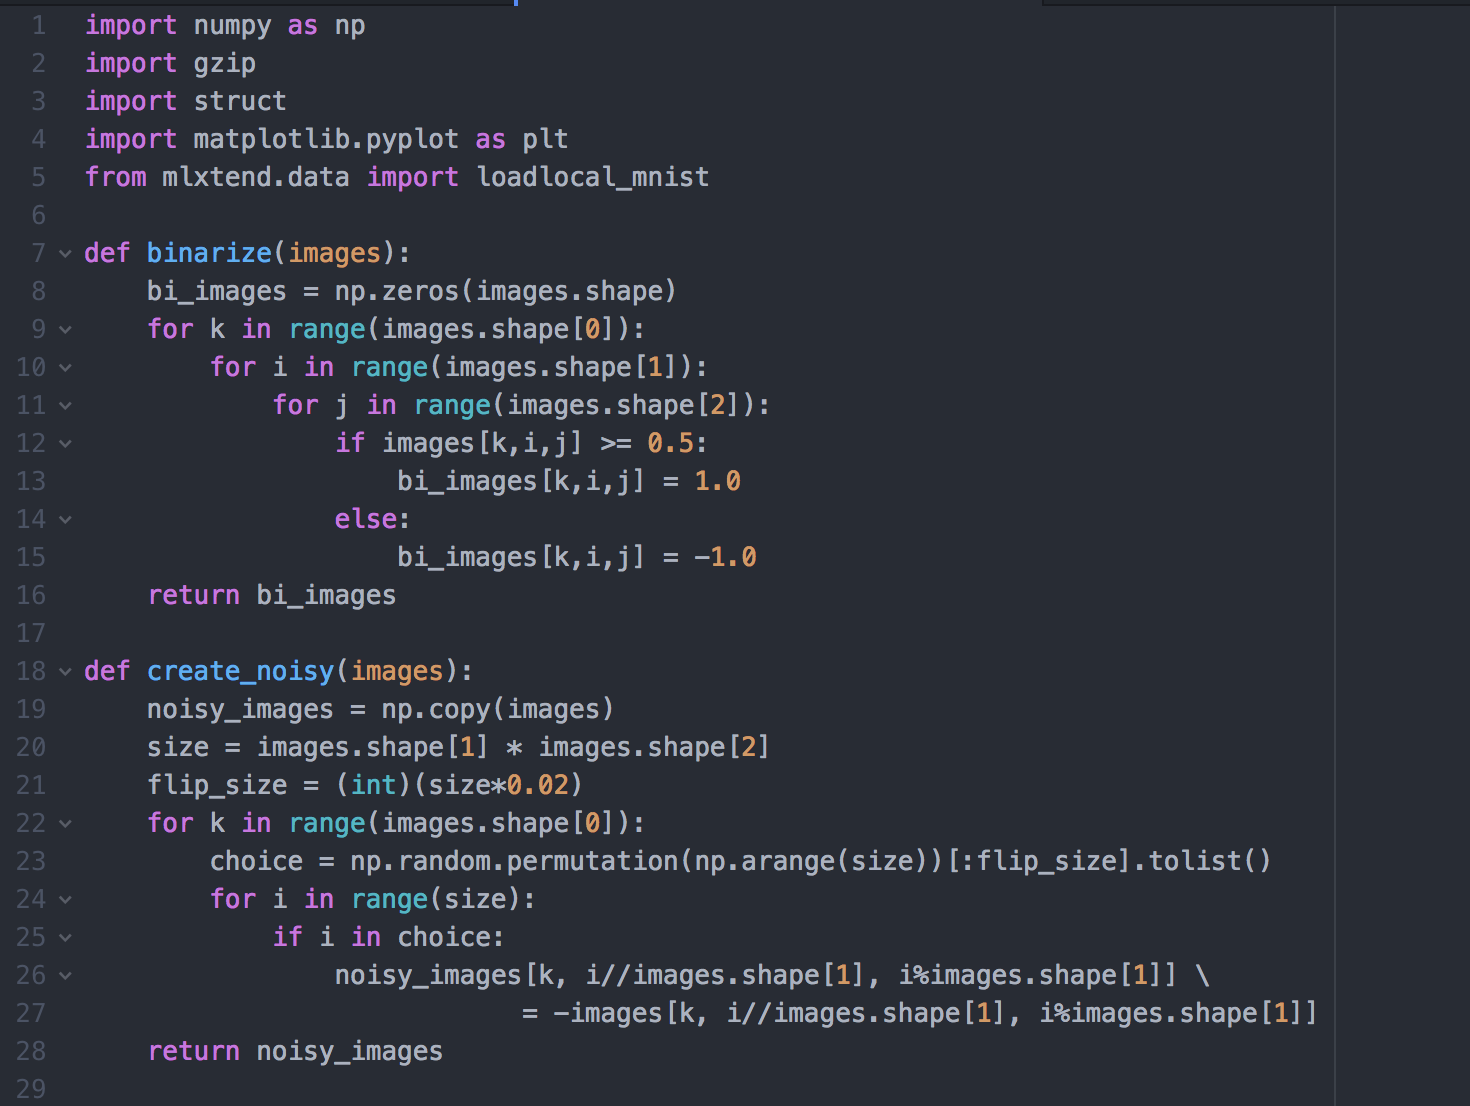 1 import numpy as np
2 import gzip
3 import struct
4 import matplotlib.pyplot as plt
5 from mlxtend.data import loadlocal_mnist
6
7 def binarize(images):
8     bi_images = np.zeros(images.shape)
9     for k in range(images.shape[0]):
10         for i in range(images.shape[1]):
11             for j in range(images.shape[2]):
12                 if images[k,i,j] >= 0.5:
13                     bi_images[k,i,j] = 1.0
14                 else:
15                     bi_images[k,i,j] = -1.0
16     return bi_images
17
18 def create_noisy(images):
19     noisy_images = np.copy(images)
20     size = images.shape[1] * images.shape[2]
21     flip_size = (int)(size*0.02)
22     for k in range(images.shape[0]):
23         choice = np.random.permutation(np.arange(size))[:flip_size].tolist()
24         for i in range(size):
25             if i in choice:
26                 noisy_images[k, i//images.shape[1], i%images.shape[1]] \
27                             = -images[k, i//images.shape[1], i%images.shape[1]]
28     return noisy_images
29